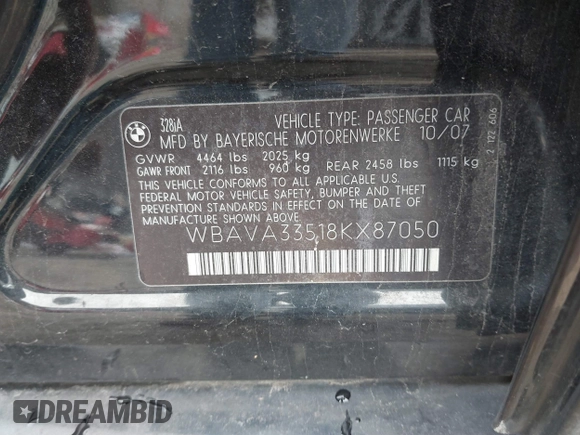 BMW
328iA
VEHICLE TYPE: PASSENGER CAR
MFD BY BAYERISCHE MOTORENWERKE 10/07
GVWR 4464 lbs 2025 kg
GAWR FRONT 2116 lbs 960 kg REAR 2458 lbs 1115 kg
THIS VEHICLE CONFORMS TO ALL APPLICABLE U.S.
FEDERAL MOTOR VEHICLE SAFETY, BUMPER AND THEFT
PREVENTION STANDARDS IN EFFECT ON THE DATE OF
MANUFACTURE SHOWN ABOVE.
WBAVA33518KX87050
DREAMBID